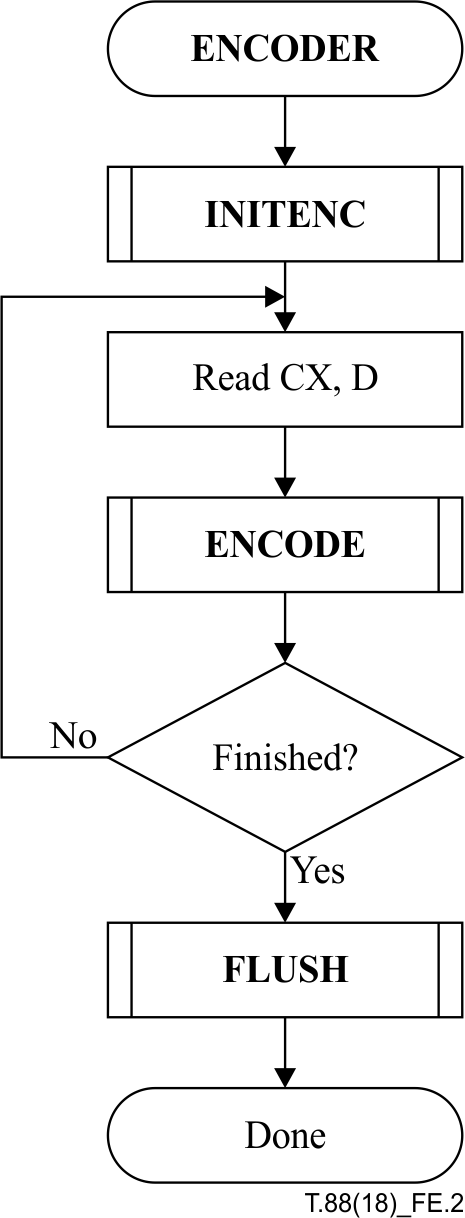 ENCODER
INITENC
Read CX, D
ENCODE
Finished?
No
Yes
FLUSH
Done
T.88(18)_FE.2